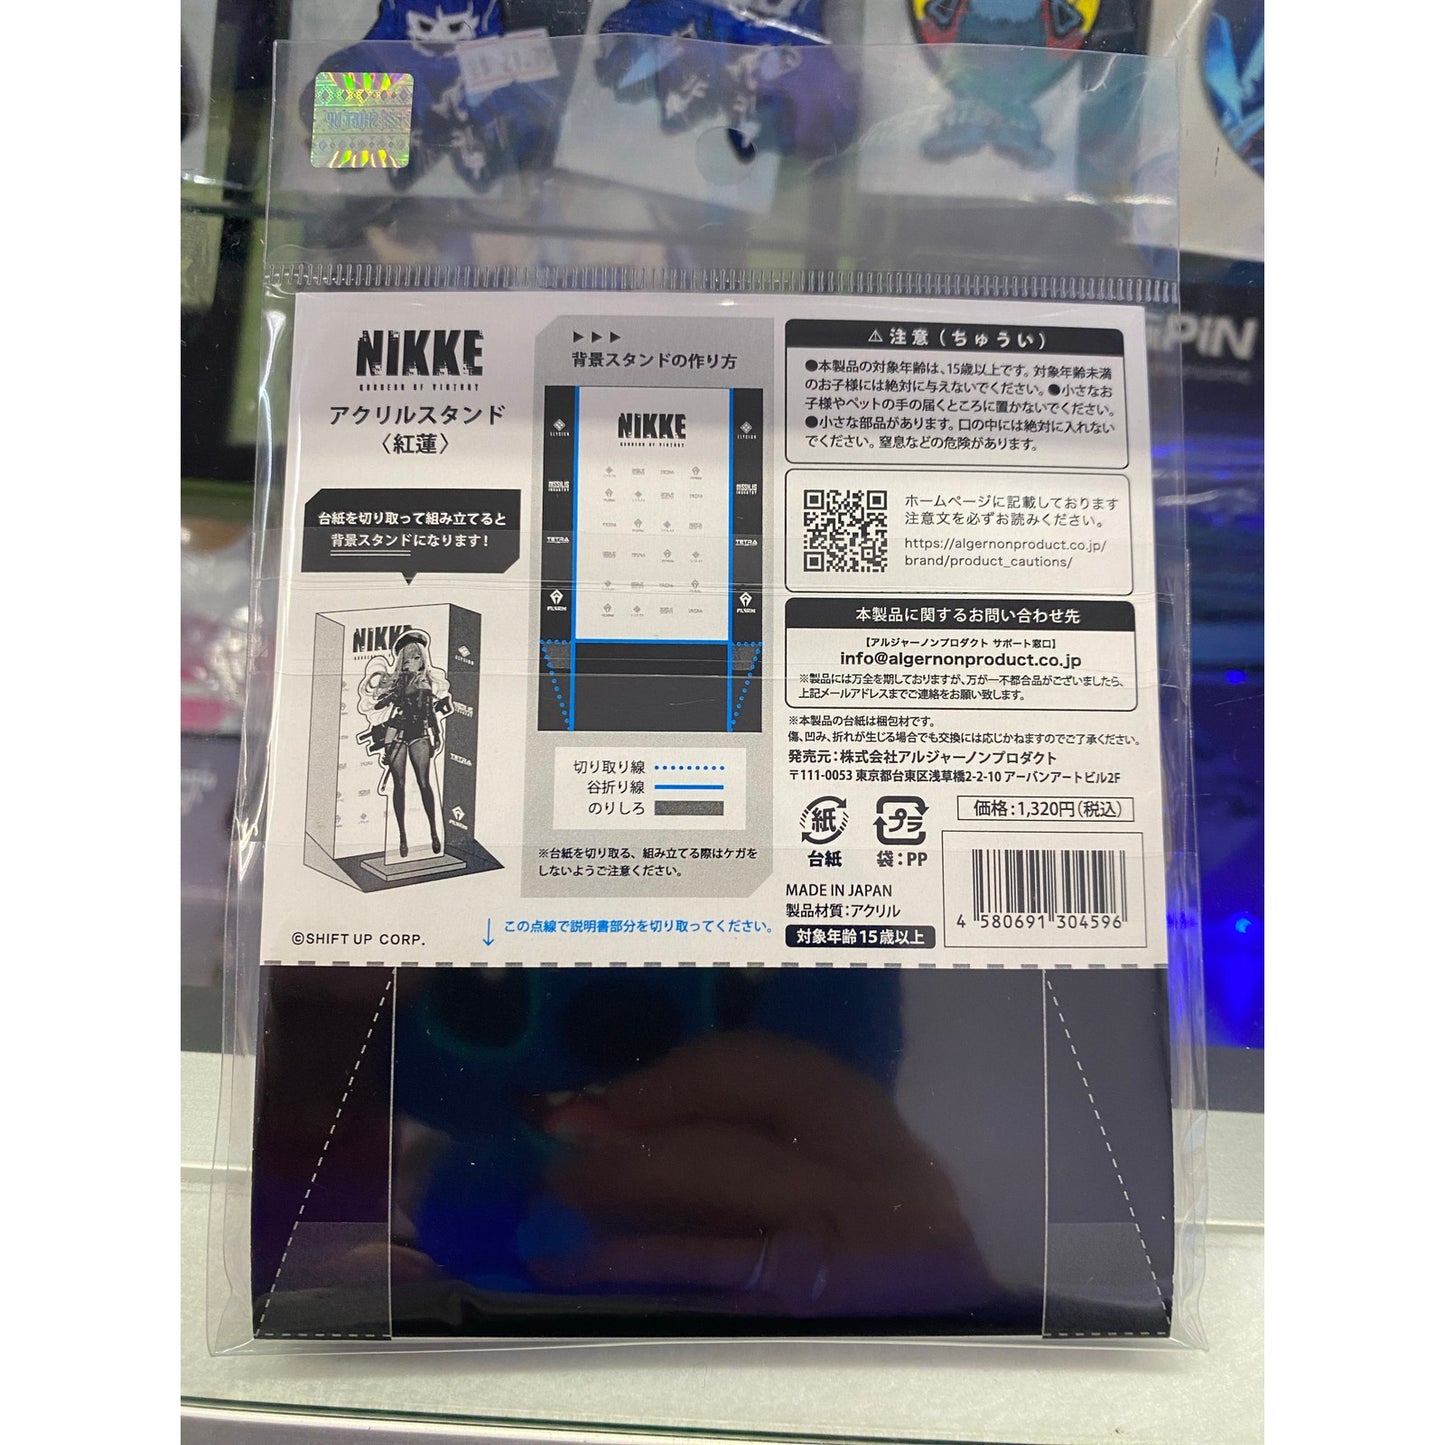 SHIFT UP
PiN
NIKKE
GODDESS OF VICTORY
アクリルスタンド
〈紅蓮〉
台紙を切り取って組み立てると
背景スタンドになります!
NIKKE
ELYSION
MISSILIS
INDUSTRY
TETRA
PILGRIM
©SHIFT UP CORP.
▶▶▶
背景スタンドの作り方
NIKKE
GODDESS OF VICTORY
ELYSION
ELYSION
MISSILIS
INDUSTRY
MISSILIS
INDUSTRY
TETRA
TETRA
PILGRIM
PILGRIM
切り取り線
谷折り線
のりしろ
※台紙を切り取る、組み立てる際はケガを
しないようご注意ください。
↓ この点線で説明書部分を切り取ってください。
⚠注意(ちゅうい)
●本製品の対象年齢は、15歳以上です。対象年齢未満
のお子様には絶対に与えないでください。●小さなお
子様やペットの手の届くところに置かないでください。
●小さな部品があります。口の中には絶対に入れない
でください。窒息などの危険があります。
ホームページに記載しております
注意文を必ずお読みください。
https://algernonproduct.co.jp/
brand/product_cautions/
本製品に関するお問い合わせ先
【アルジャーノンプロダクト サポート窓口】
info@algernonproduct.co.jp
※製品には万全を期しておりますが、万が一不都合品がございましたら、
上記メールアドレスまでご連絡をお願い致します。
※本製品の台紙は梱包材です。
傷、凹み、折れが生じる場合でも交換には応じかねますのでご了承ください。
発売元:株式会社アルジャーノンプロダクト
〒111-0053 東京都台東区浅草橋2-2-10 アーバンアートビル2F
紙
台紙
プラ
袋:PP
価格:1,320円(税込)
MADE IN JAPAN
製品材質:アクリル
対象年齢15歳以上
4 580691 304596